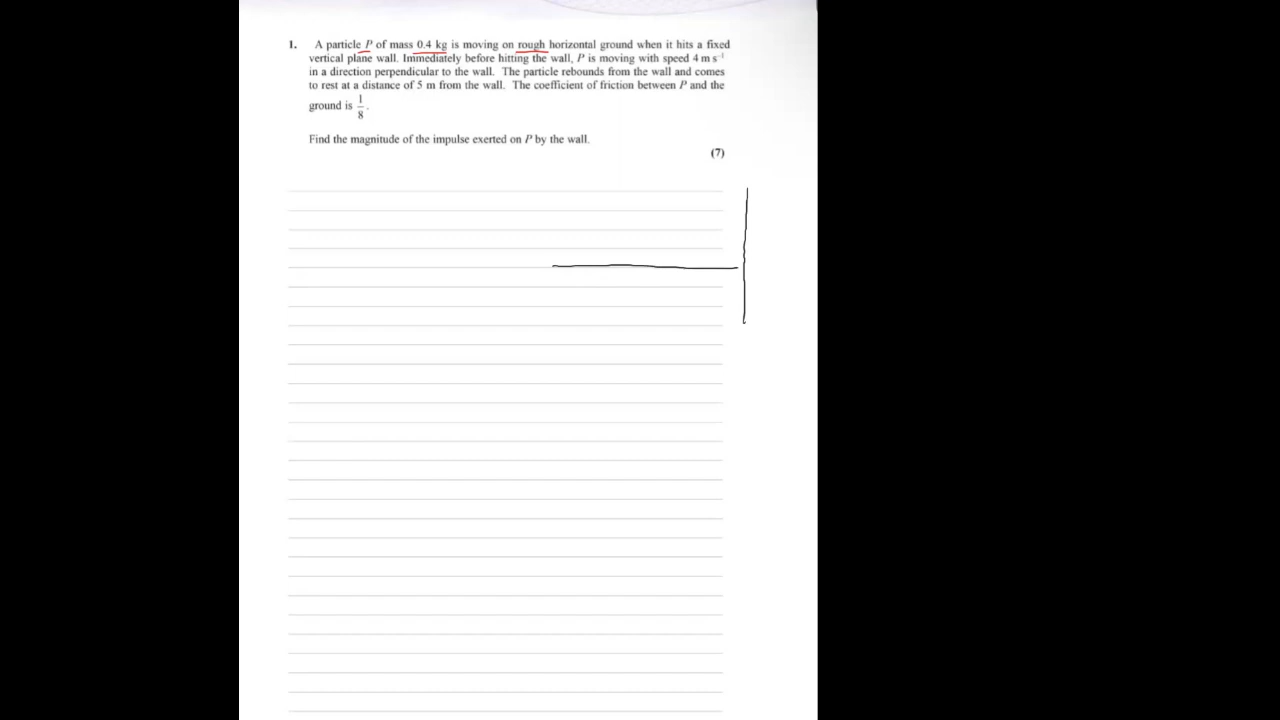 1. A particle P of mass 0.4 kg is moving on rough horizontal ground when it hits a fixed
vertical plane wall. Immediately before hitting the wall, P is moving with speed 4 m s⁻¹
in a direction perpendicular to the wall. The particle rebounds from the wall and comes
to rest at a distance of 5 m from the wall. The coefficient of friction between P and the
ground is 1/8.
Find the magnitude of the impulse exerted on P by the wall.
(7)